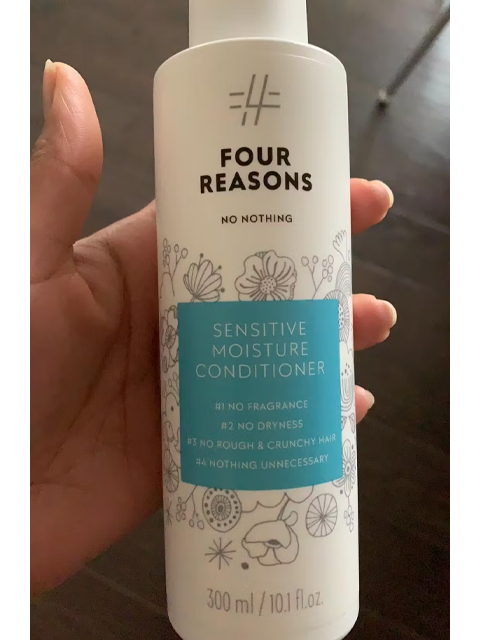 FOUR
REASONS
NO NOTHING
SENSITIVE
MOISTURE
CONDITIONER
#1 NO FRAGRANCE
#2 NO DRYNESS
#3 NO ROUGH & CRUNCHY HAIR
#4 NOTHING UNNECESSARY
300 ml / 10.1 fl.oz.